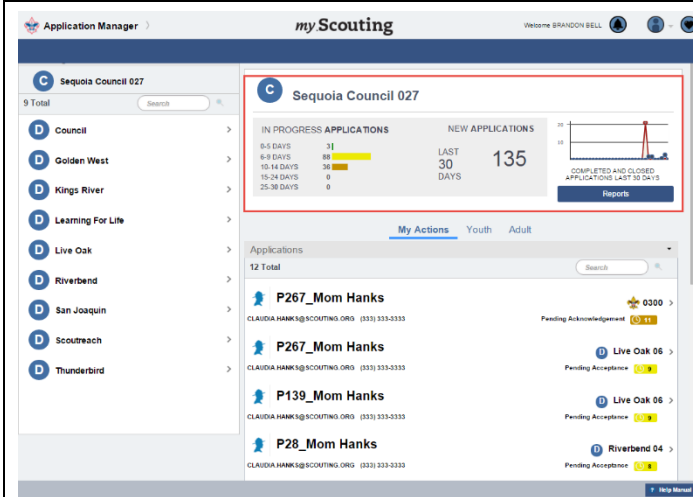 Application Manager
my.Scouting
Welcome BRANDON BELL
C Sequoia Council 027
9 Total
Search
D Council
D Golden West
D Kings River
D Learning For Life
D Live Oak
D Riverbend
D San Joaquin
D Scoutreach
D Thunderbird
C Sequoia Council 027
IN PROGRESS APPLICATIONS
0-5 DAYS 3
6-9 DAYS 88
10-14 DAYS 36
15-24 DAYS 0
25-30 DAYS 0
NEW APPLICATIONS
LAST
30
DAYS
135
20
10
COMPLETED AND CLOSED
APPLICATIONS LAST 30 DAYS
Reports
My Actions Youth Adult
Applications
12 Total
Search
P267_Mom Hanks
0300
CLAUDIA.HANKS@SCOUTING.ORG (333) 333-3333
Pending Acknowledgement 11
P267_Mom Hanks
D Live Oak 06
CLAUDIA.HANKS@SCOUTING.ORG (333) 333-3333
Pending Acceptance 9
P139_Mom Hanks
D Live Oak 06
CLAUDIA.HANKS@SCOUTING.ORG (333) 333-3333
Pending Acceptance 9
P28_Mom Hanks
D Riverbend 04
CLAUDIA.HANKS@SCOUTING.ORG (333) 333-3333
Pending Acceptance 8
? Help Manual